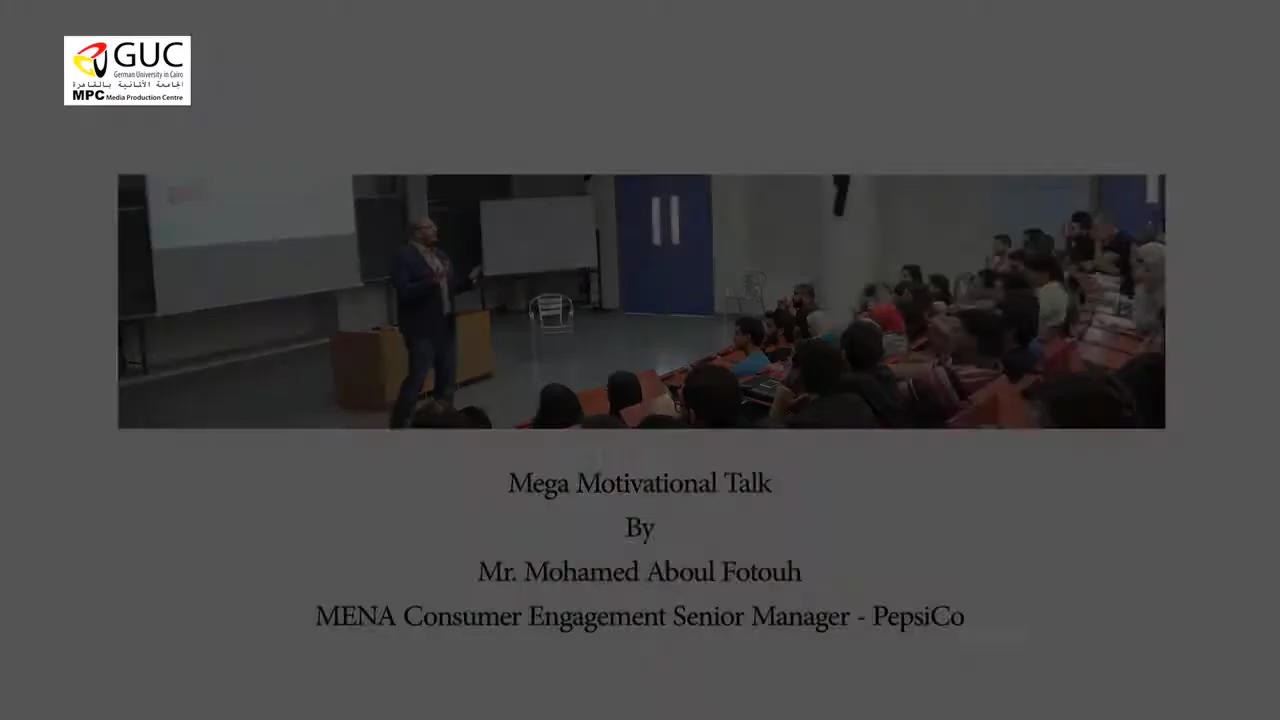 GUC
German University in Cairo
الجامعة الألمانية بالقاهرة
MPC Media Production Centre
Mega Motivational Talk
By
Mr. Mohamed Aboul Fotouh
MENA Consumer Engagement Senior Manager - PepsiCo